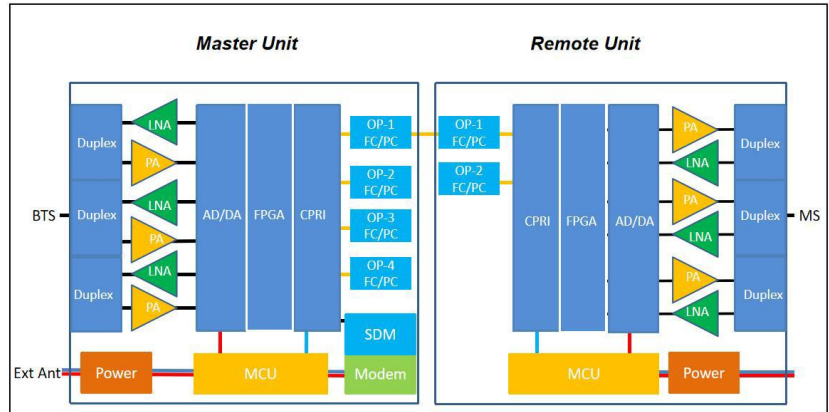 Master Unit
Remote Unit
Duplex
Duplex
Duplex
LNA
PA
LNA
PA
LNA
PA
BTS
AD/DA
FPGA
CPRI
OP-1
FC/PC
OP-2
FC/PC
OP-3
FC/PC
OP-4
FC/PC
SDM
Modem
MCU
Power
Ext Ant
OP-1
FC/PC
OP-2
FC/PC
CPRI
FPGA
AD/DA
PA
LNA
PA
LNA
PA
LNA
Duplex
Duplex
Duplex
MS
MCU
Power